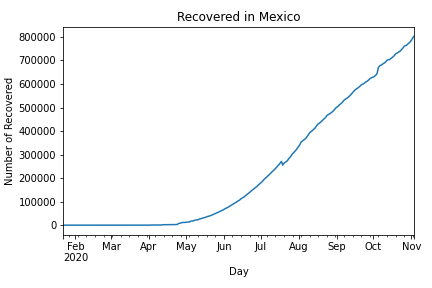 Recovered in Mexico
Number of Recovered
800000
700000
600000
500000
400000
300000
200000
100000
0
Feb Mar Apr May Jun Jul Aug Sep Oct Nov
2020
Day